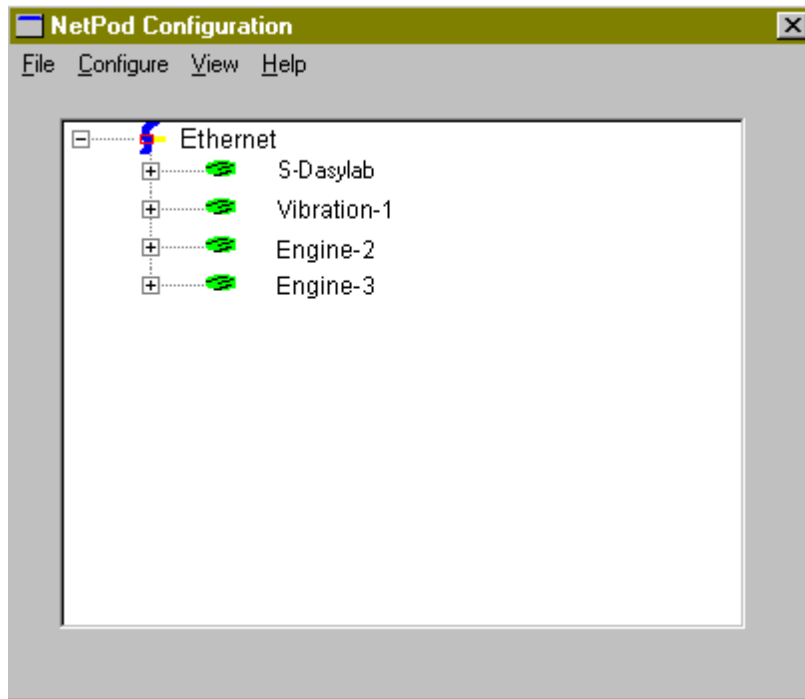 NetPod Configuration
File Configure View Help
Ethernet
S-Dasylab
Vibration-1
Engine-2
Engine-3